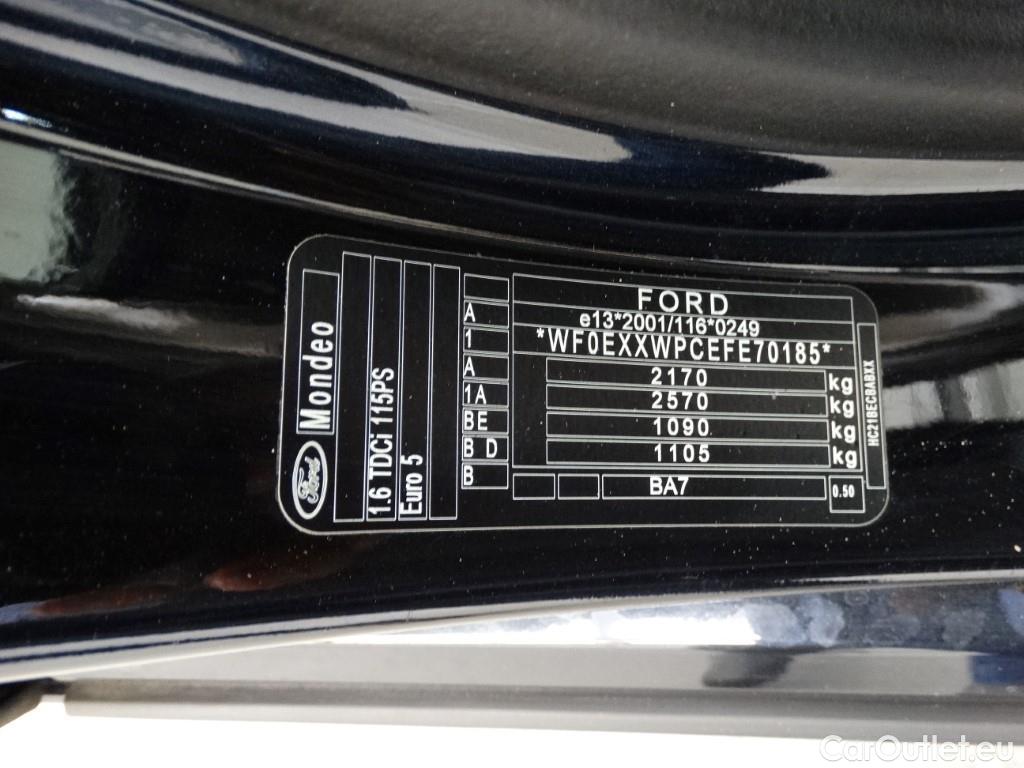 Ford
Mondeo
1.6 TDCi 115PS
Euro 5
A
1
A
1A
BE
B D
B
FORD
e13*2001/116*0249
*WF0EXXWPCEFE70185*
2170 kg
2570 kg
1090 kg
1105 kg
BA7
0.50
HC21BECBABXX
CarOutlet.eu